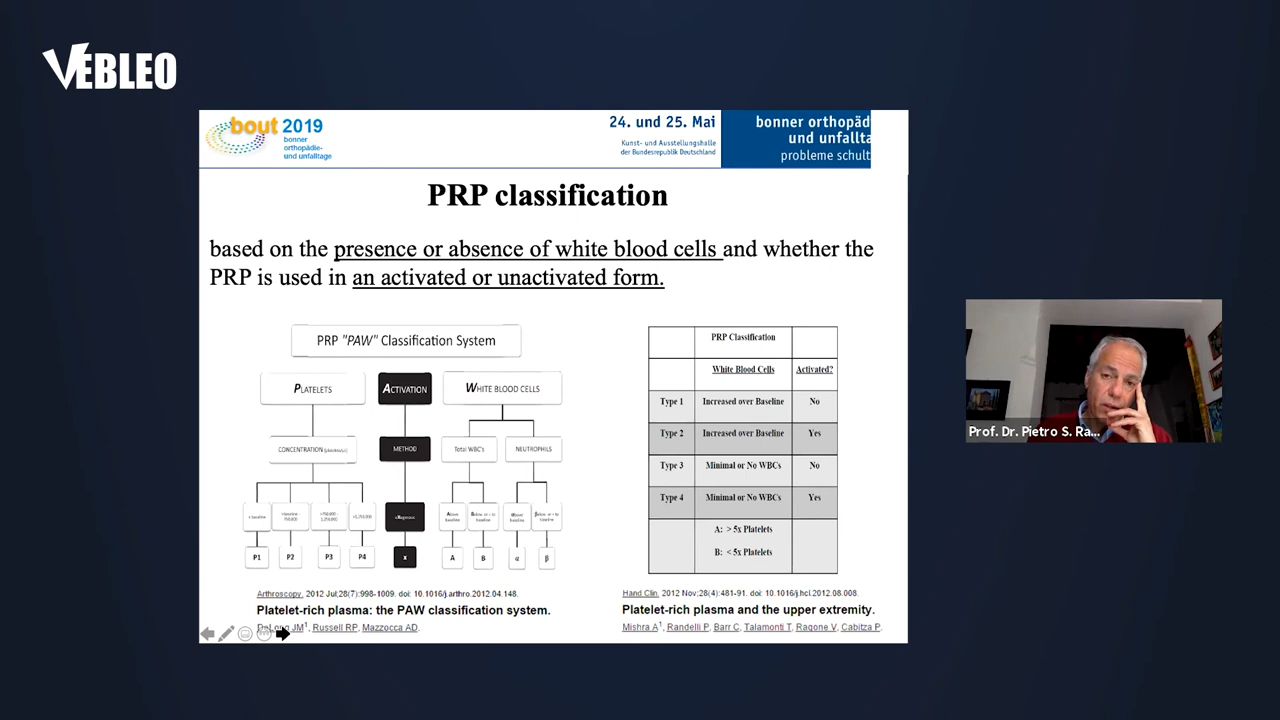 VEBLEO
bout 2019
bonner
orthopädie-
und unfalltage
24. und 25. Mai
Kunst- und Ausstellungshalle
der Bundesrepublik Deutschland
bonner orthopäd
und unfallta
probleme schult
PRP classification
based on the presence or absence of white blood cells and whether the
PRP is used in an activated or unactivated form.
PRP "PAW" Classification System
PLATELETS
ACTIVATION
WHITE BLOOD CELLS
CONCENTRATION
METHOD
Total WBC's
NEUTROPHILS
P1
P2
P3
P4
x
A
B
α
β
PRP Classification
White Blood Cells
Activated?
Type 1
Increased over Baseline
No
Type 2
Increased over Baseline
Yes
Type 3
Minimal or No WBCs
No
Type 4
Minimal or No WBCs
Yes
A: > 5x Platelets
B: < 5x Platelets
Arthroscopy. 2012 Jul;28(7):998-1009. doi: 10.1016/j.arthro.2012.04.148.
Platelet-rich plasma: the PAW classification system.
DeLong JM1, Russell RP, Mazzocca AD.
Hand Clin. 2012 Nov;28(4):481-91. doi: 10.1016/j.hcl.2012.08.008.
Platelet-rich plasma and the upper extremity.
Mishra A1, Randelli P, Barr C, Talamonti T, Ragone V, Cabitza P.
Prof. Dr. Pietro S. Ra...